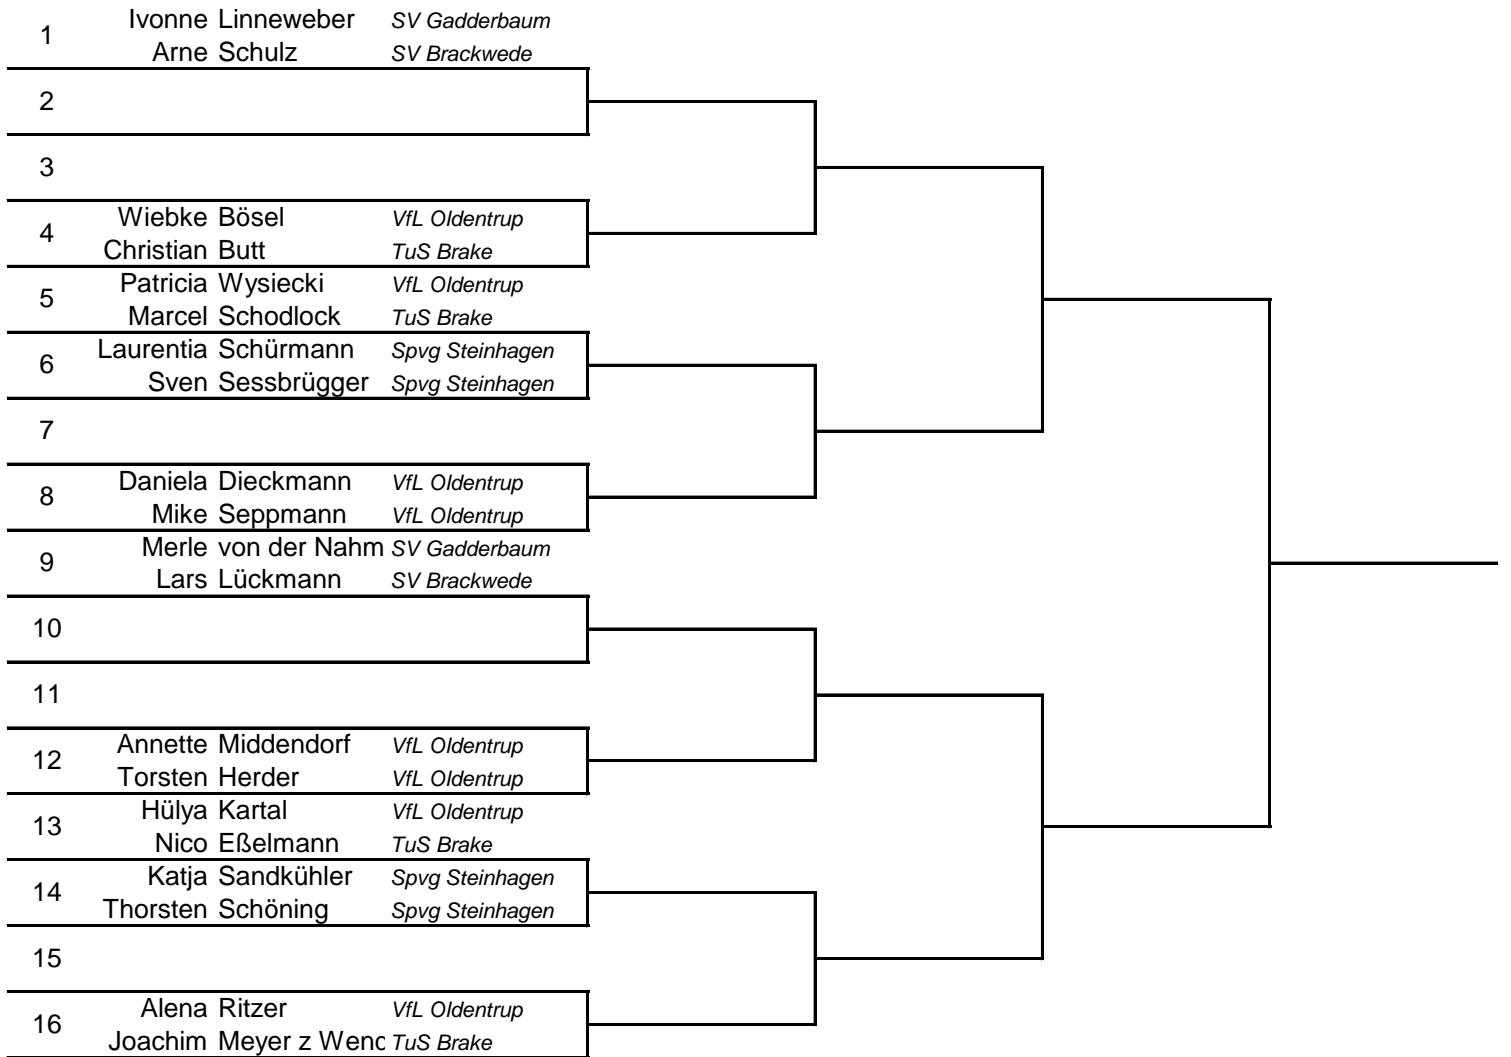 1 Ivonne Linneweber SV Gadderbaum
Arne Schulz SV Brackwede
2
3
4 Wiebke Bösel VfL Oldentrup
Christian Butt TuS Brake
5 Patricia Wysiecki VfL Oldentrup
Marcel Schodlock TuS Brake
6 Laurentia Schürmann Spvg Steinhagen
Sven Sessbrügger Spvg Steinhagen
7
8 Daniela Dieckmann VfL Oldentrup
Mike Seppmann VfL Oldentrup
9 Merle von der Nahm SV Gadderbaum
Lars Lückmann SV Brackwede
10
11
12 Annette Middendorf VfL Oldentrup
Torsten Herder VfL Oldentrup
13 Hülya Kartal VfL Oldentrup
Nico Eßelmann TuS Brake
14 Katja Sandkühler Spvg Steinhagen
Thorsten Schöning Spvg Steinhagen
15
16 Alena Ritzer VfL Oldentrup
Joachim Meyer z Wend TuS Brake